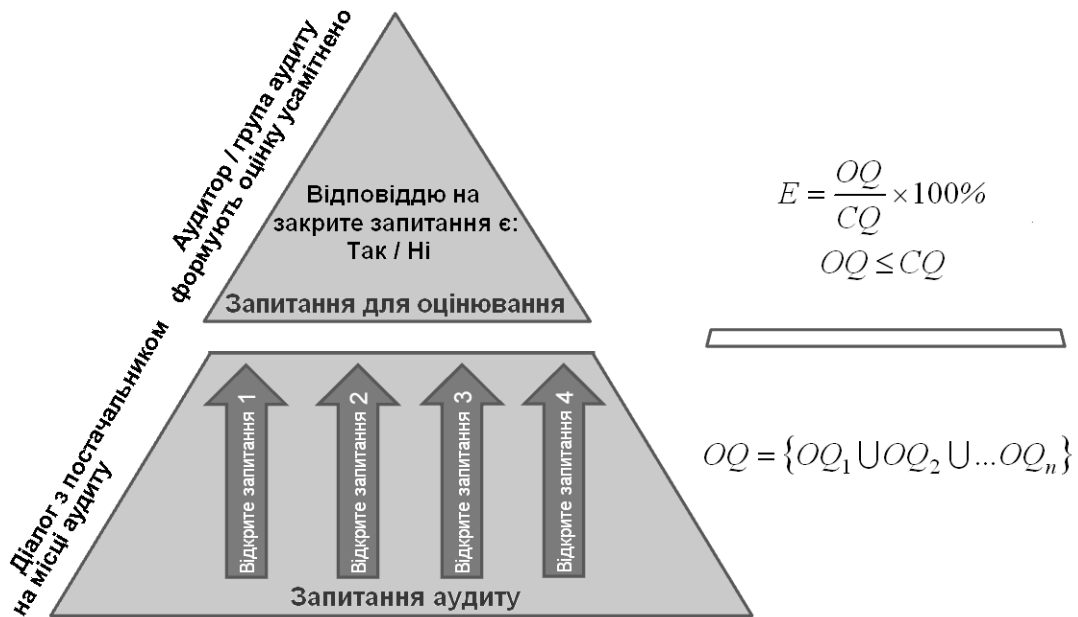 Аудитор / група аудиту
формують оцінку усамітнено
Відповіддю на
закрите запитання є:
Так / Ні
Запитання для оцінювання
E = OQ / CQ × 100%
OQ ≤ CQ
Діалог з постачальником
на місці аудиту
Відкрите запитання 1
Відкрите запитання 2
Відкрите запитання 3
Відкрите запитання 4
Запитання аудиту
OQ = {OQ₁ ∪ OQ₂ ∪ ...OQₙ}